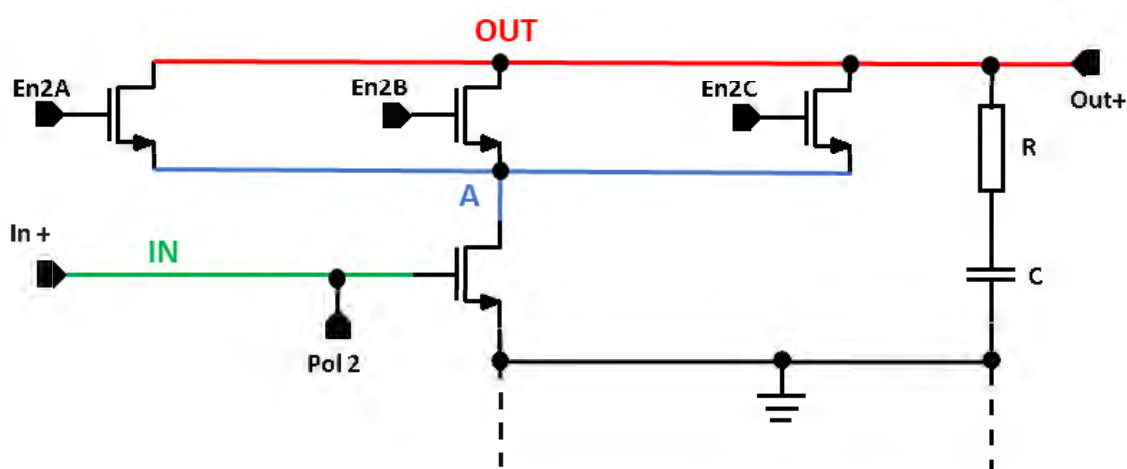 OUT
En2A
En2B
En2C
Out+
R
A
In +
IN
C
Pol 2